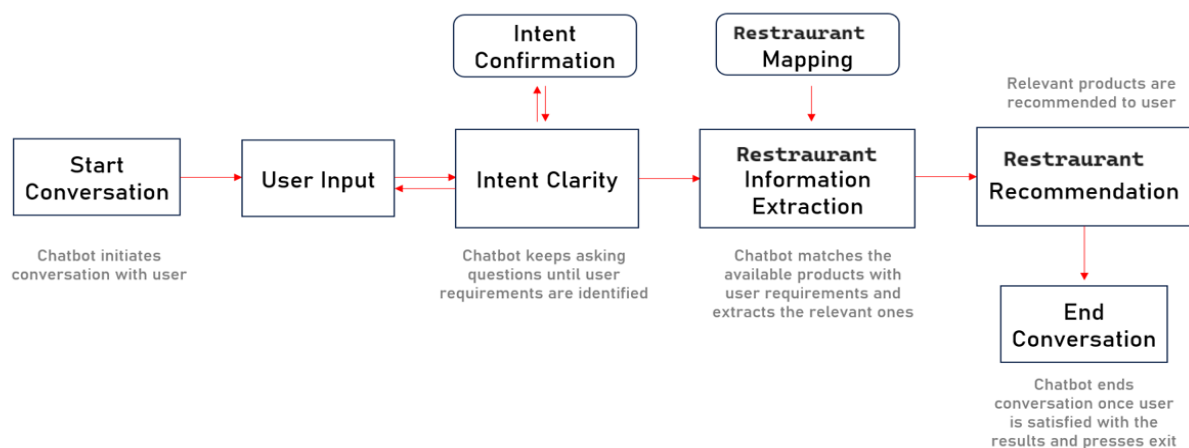 Intent
Confirmation
Restraurant
Mapping
Relevant products are
recommended to user
Start
Conversation
User Input
Intent Clarity
Restraurant
Information
Extraction
Restraurant
Recommendation
Chatbot initiates
conversation with user
Chatbot keeps asking
questions until user
requirements are identified
Chatbot matches the
available products with
user requirements and
extracts the relevant ones
End
Conversation
Chatbot ends
conversation once user
is satisfied with the
results and presses exit